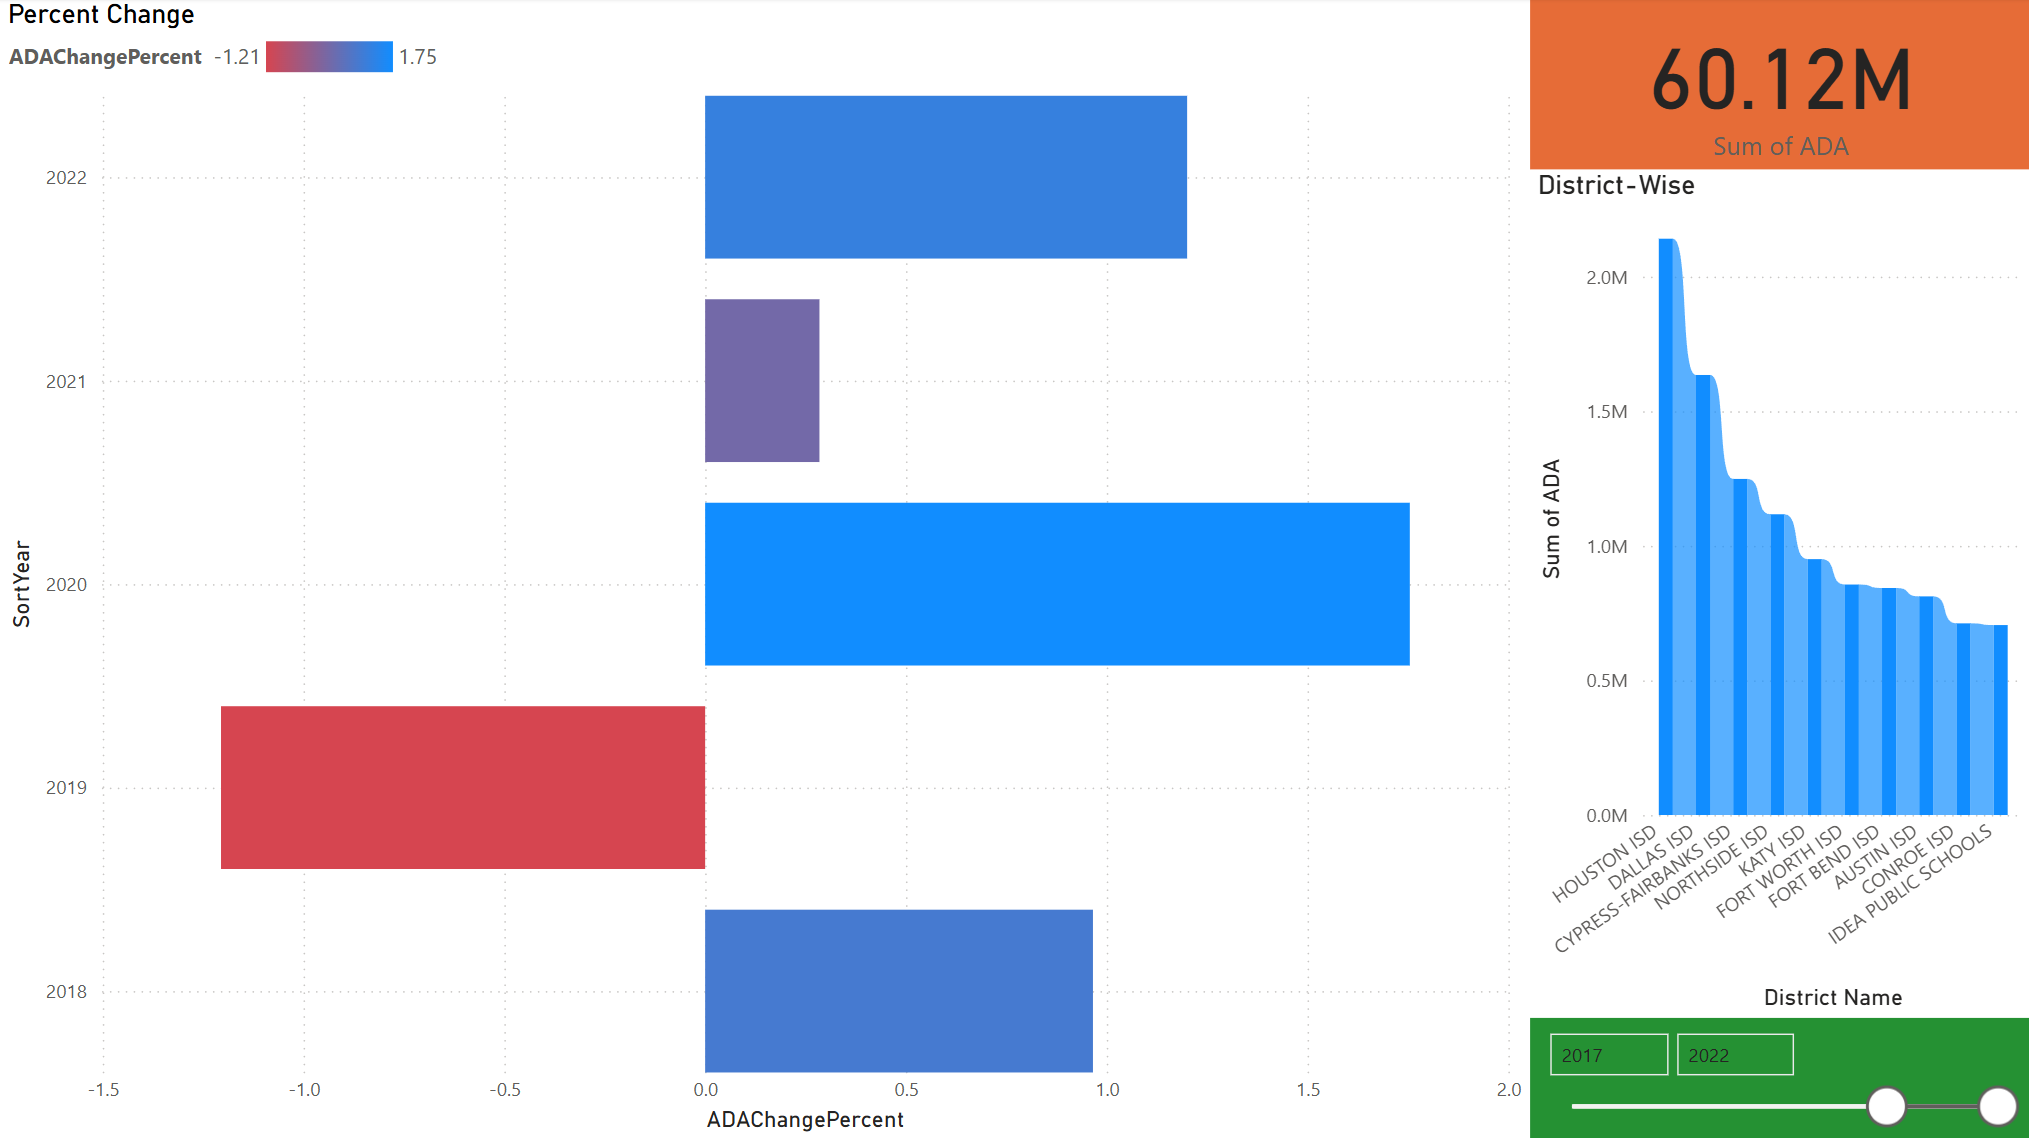 Percent Change
ADAChangePercent -1.21 1.75
SortYear
2022
2021
2020
2019
2018
-1.5 -1.0 -0.5 0.0 0.5 1.0 1.5 2.0
ADAChangePercent
60.12M
Sum of ADA
District-Wise
Sum of ADA
2.0M
1.5M
1.0M
0.5M
0.0M
HOUSTON ISD
DALLAS ISD
CYPRESS-FAIRBANKS ISD
NORTHSIDE ISD
KATY ISD
FORT WORTH ISD
FORT BEND ISD
AUSTIN ISD
CONROE ISD
IDEA PUBLIC SCHOOLS
District Name
2017 2022